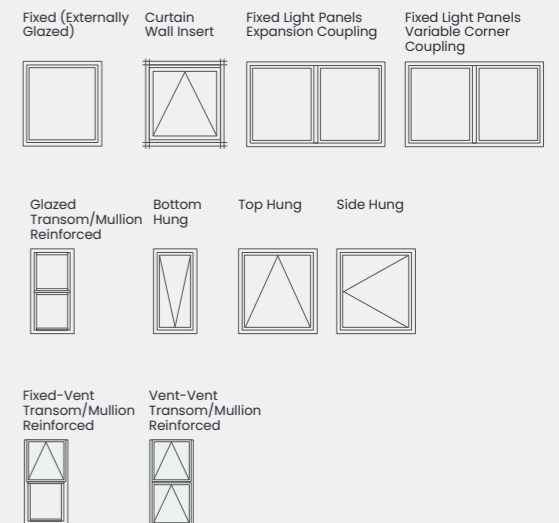 Fixed (Externally
Glazed)
Curtain
Wall Insert
Fixed Light Panels
Expansion Coupling
Fixed Light Panels
Variable Corner
Coupling
Glazed
Transom/Mullion
Reinforced
Bottom
Hung
Top Hung
Side Hung
Fixed-Vent
Transom/Mullion
Reinforced
Vent-Vent
Transom/Mullion
Reinforced